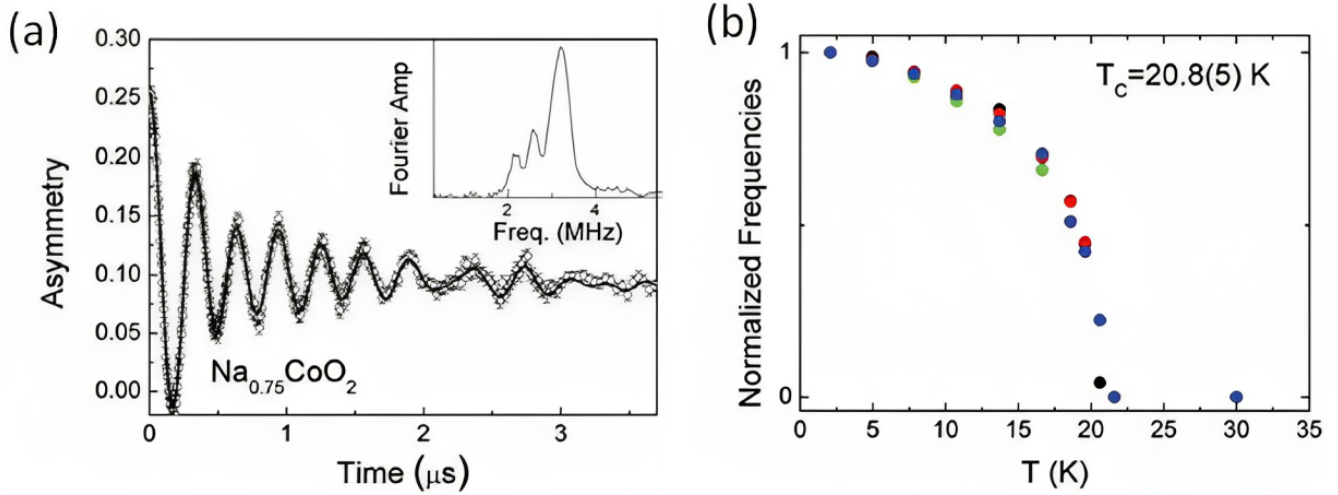 (a)
0.30
0.25
0.20
0.15
0.10
0.05
0.00
Asymmetry
0
1
2
3
Time (μs)
Na0.75CoO2
Fourier Amp
2
4
Freq. (MHz)
(b)
1
0
Normalized Frequencies
TC=20.8(5) K
0
5
10
15
20
25
30
35
T (K)